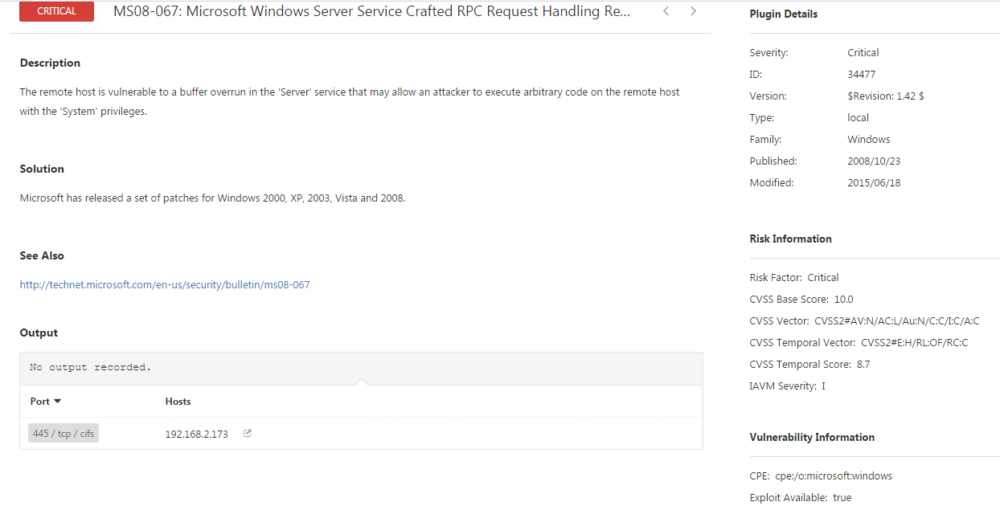 CRITICAL
MS08-067: Microsoft Windows Server Service Crafted RPC Request Handling Re...
Description
The remote host is vulnerable to a buffer overrun in the 'Server' service that may allow an attacker to execute arbitrary code on the remote host
with the 'System' privileges.
Solution
Microsoft has released a set of patches for Windows 2000, XP, 2003, Vista and 2008.
See Also
http://technet.microsoft.com/en-us/security/bulletin/ms08-067
Output
No output recorded.
Port Hosts
445 / tcp / cifs 192.168.2.173
Plugin Details
Severity: Critical
ID: 34477
Version: $Revision: 1.42 $
Type: local
Family: Windows
Published: 2008/10/23
Modified: 2015/06/18
Risk Information
Risk Factor: Critical
CVSS Base Score: 10.0
CVSS Vector: CVSS2#AV:N/AC:L/Au:N/C:C/I:C/A:C
CVSS Temporal Vector: CVSS2#E:H/RL:OF/RC:C
CVSS Temporal Score: 8.7
IAVM Severity: I
Vulnerability Information
CPE: cpe:/o:microsoft:windows
Exploit Available: true